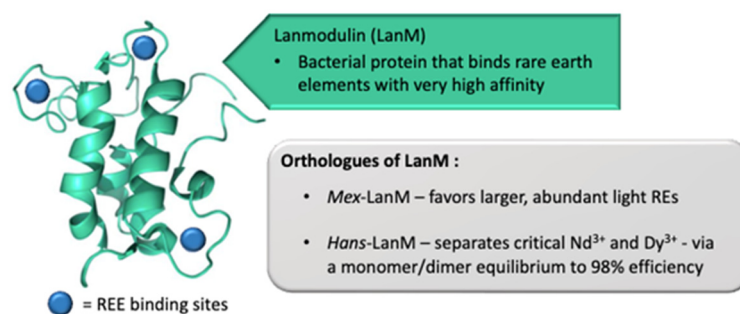 Lanmodulin (LanM)
• Bacterial protein that binds rare earth
elements with very high affinity
Orthologues of LanM :
• Mex-LanM – favors larger, abundant light REs
• Hans-LanM – separates critical Nd³⁺ and Dy³⁺ - via
a monomer/dimer equilibrium to 98% efficiency
= REE binding sites